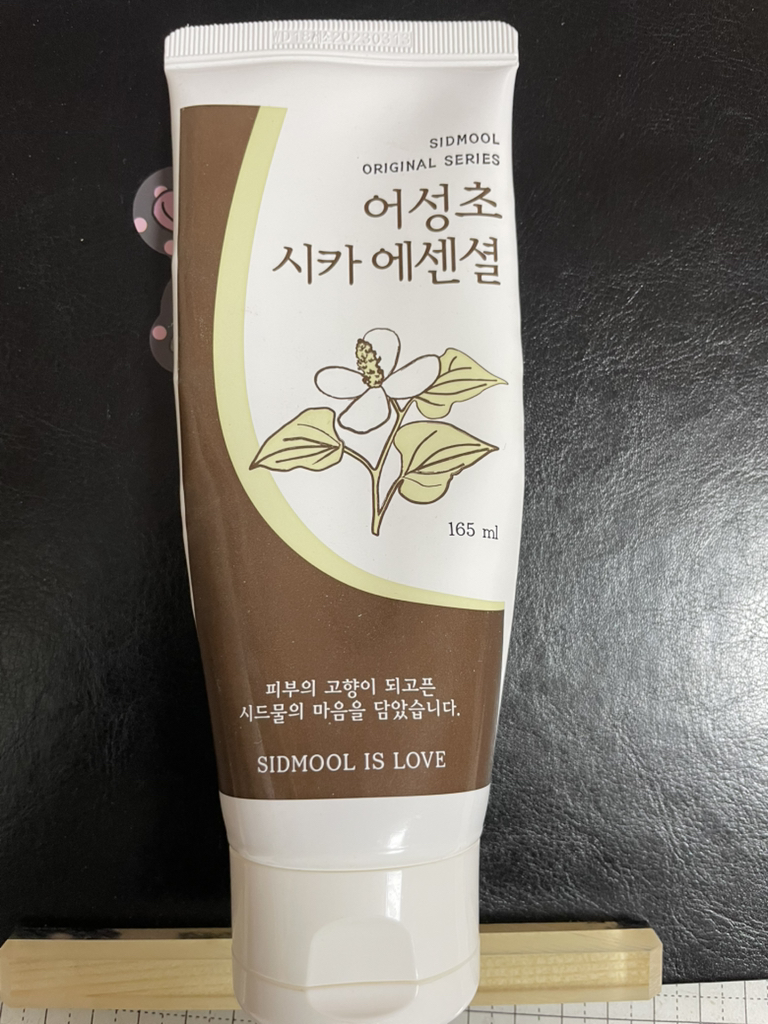 SIDMOOL
ORIGINAL SERIES
어성초
시카 에센셜
165 ml
피부의 고향이 되고픈
시드물의 마음을 담았습니다.
SIDMOOL IS LOVE